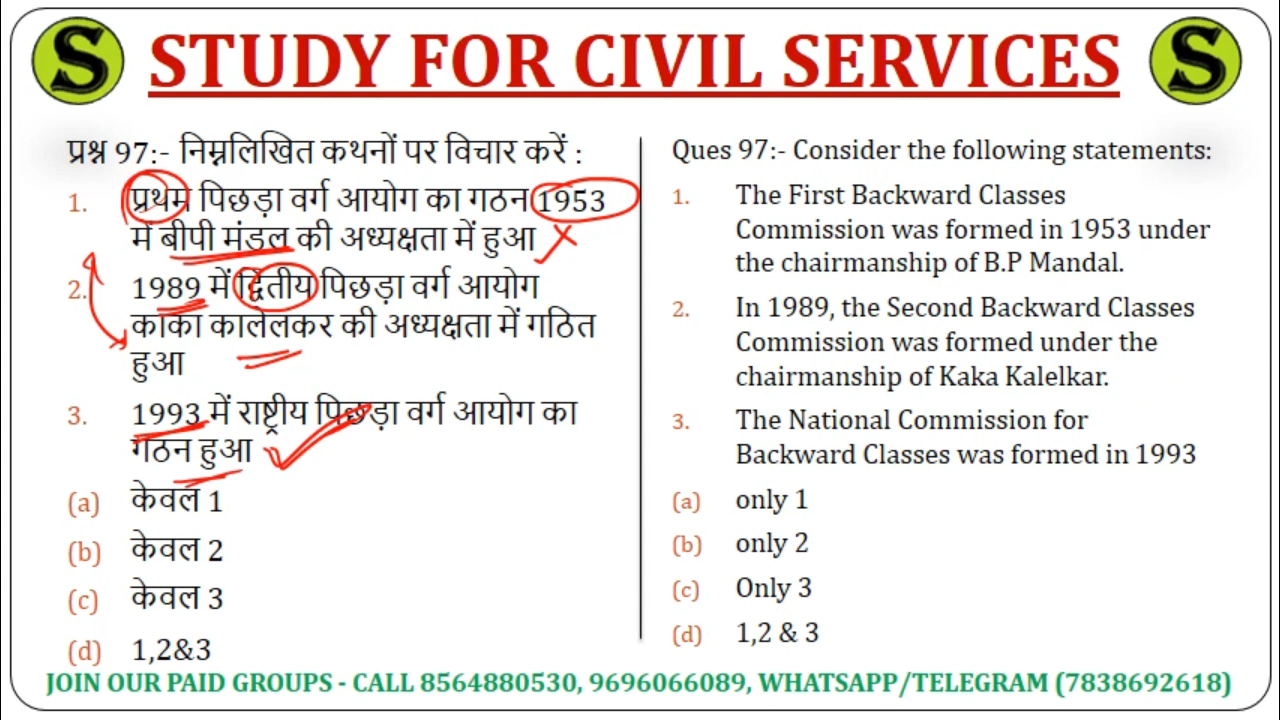 S STUDY FOR CIVIL SERVICES S
प्रश्न 97:- निम्नलिखित कथनों पर विचार करें :
1. प्रथम पिछड़ा वर्ग आयोग का गठन 1953
में बीपी मंडल की अध्यक्षता में हुआ
2. 1989 में द्वितीय पिछड़ा वर्ग आयोग
काका कालेलकर की अध्यक्षता में गठित
हुआ
3. 1993 में राष्ट्रीय पिछड़ा वर्ग आयोग का
गठन हुआ
(a) केवल 1
(b) केवल 2
(c) केवल 3
(d) 1,2&3
Ques 97:- Consider the following statements:
1. The First Backward Classes
Commission was formed in 1953 under
the chairmanship of B.P Mandal.
2. In 1989, the Second Backward Classes
Commission was formed under the
chairmanship of Kaka Kalelkar.
3. The National Commission for
Backward Classes was formed in 1993
(a) only 1
(b) only 2
(c) Only 3
(d) 1,2 & 3
JOIN OUR PAID GROUPS - CALL 8564880530, 9696066089, WHATSAPP/TELEGRAM (7838692618)